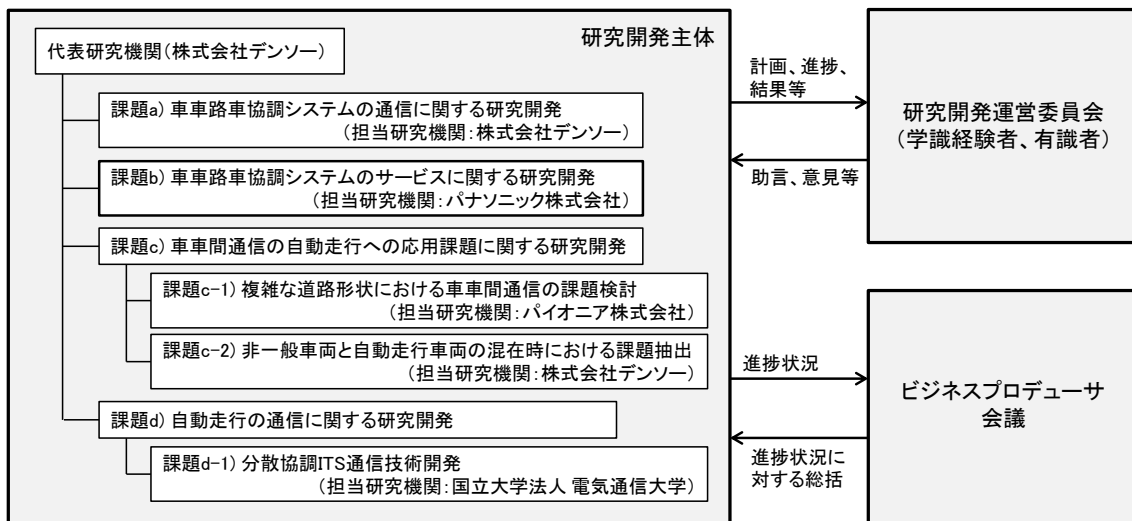 研究開発主体
代表研究機関(株式会社デンソー)
課題a) 車車路車協調システムの通信に関する研究開発
(担当研究機関:株式会社デンソー)
課題b) 車車路車協調システムのサービスに関する研究開発
(担当研究機関:パナソニック株式会社)
課題c) 車車間通信の自動走行への応用課題に関する研究開発
課題c-1) 複雑な道路形状における車車間通信の課題検討
(担当研究機関:パイオニア株式会社)
課題c-2) 非一般車両と自動走行車両の混在時における課題抽出
(担当研究機関:株式会社デンソー)
課題d) 自動走行の通信に関する研究開発
課題d-1) 分散協調ITS通信技術開発
(担当研究機関:国立大学法人 電気通信大学)
計画、進捗、
結果等
助言、意見等
研究開発運営委員会
(学識経験者、有識者)
進捗状況
進捗状況に
対する総括
ビジネスプロデューサ
会議